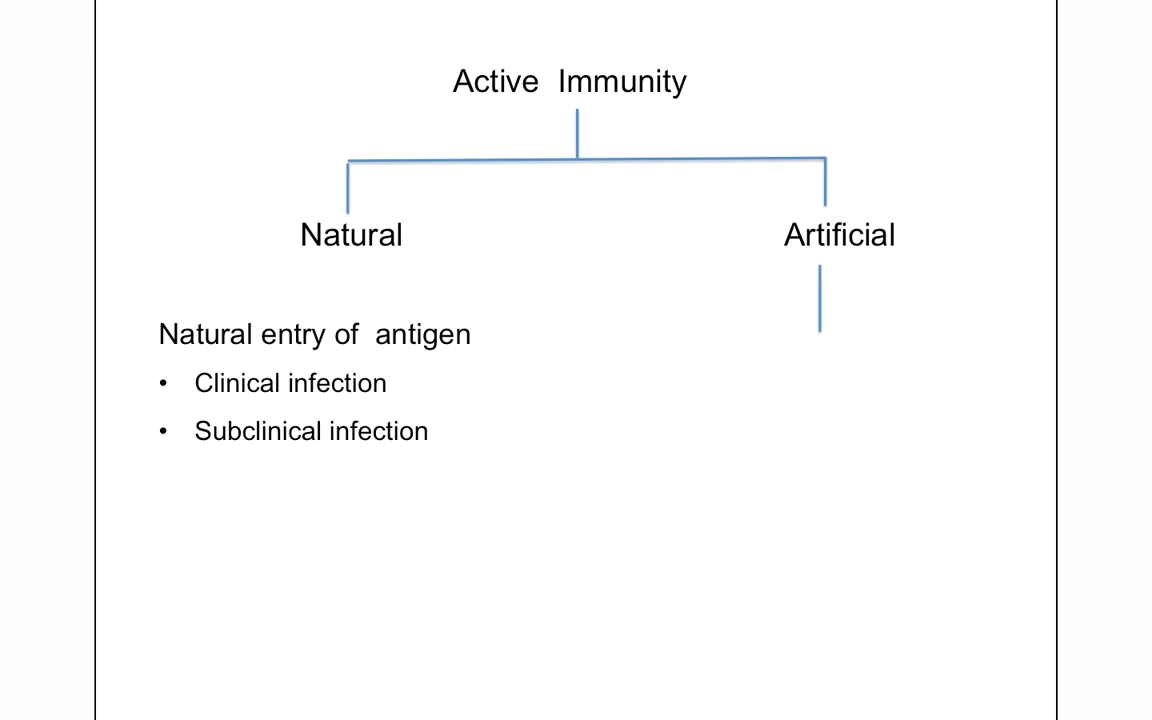 Active  Immunity
Natural
Artificial
Natural entry of  antigen
• Clinical infection
• Subclinical infection